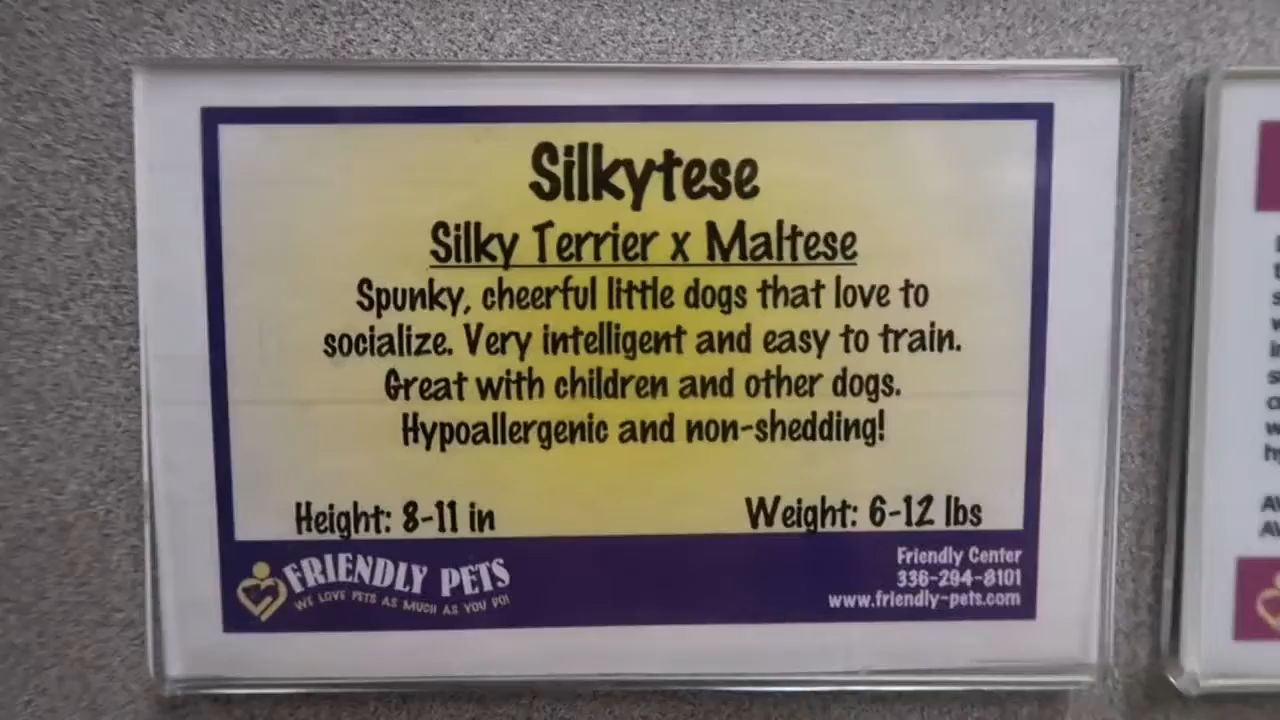 Silkytese
Silky Terrier x Maltese
Spunky, cheerful little dogs that love to
socialize. Very intelligent and easy to train.
Great with children and other dogs.
Hypoallergenic and non-shedding!
Height: 8-11 in
Weight: 6-12 lbs
FRIENDLY PETS
WE LOVE PETS AS MUCH AS YOU DO!
Friendly Center
336-294-8101
www.friendly-pets.com